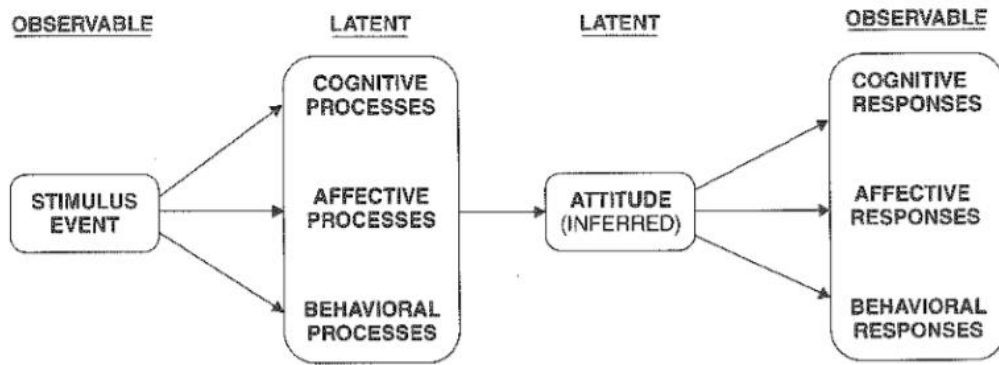 OBSERVABLE
LATENT
LATENT
OBSERVABLE
STIMULUS
EVENT
COGNITIVE
PROCESSES
AFFECTIVE
PROCESSES
BEHAVIORAL
PROCESSES
ATTITUDE
(INFERRED)
COGNITIVE
RESPONSES
AFFECTIVE
RESPONSES
BEHAVIORAL
RESPONSES